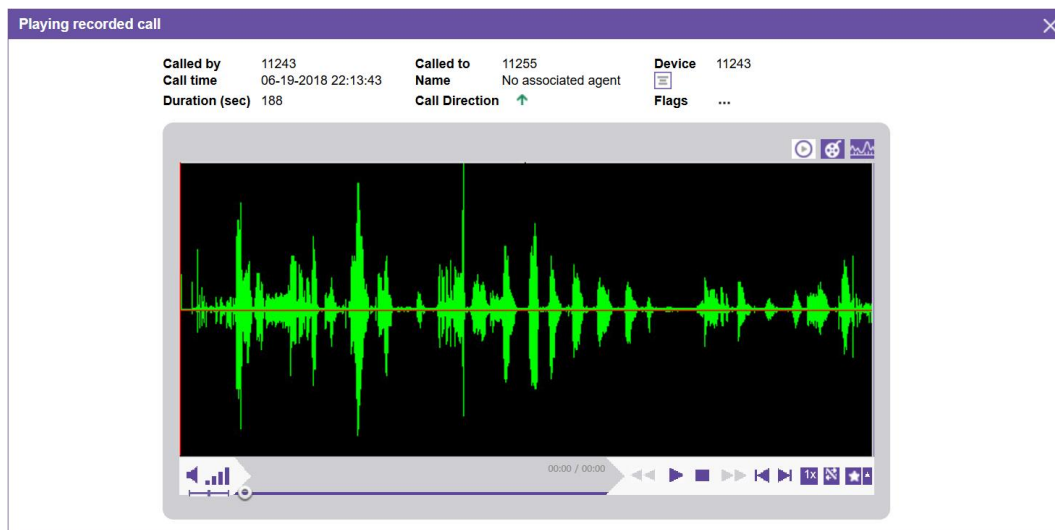 Playing recorded call
Called by 11243 Called to 11255 Device 11243
Call time 06-19-2018 22:13:43 Name No associated agent
Duration (sec) 188 Call Direction Flags ...
00:00 / 00:00
1x